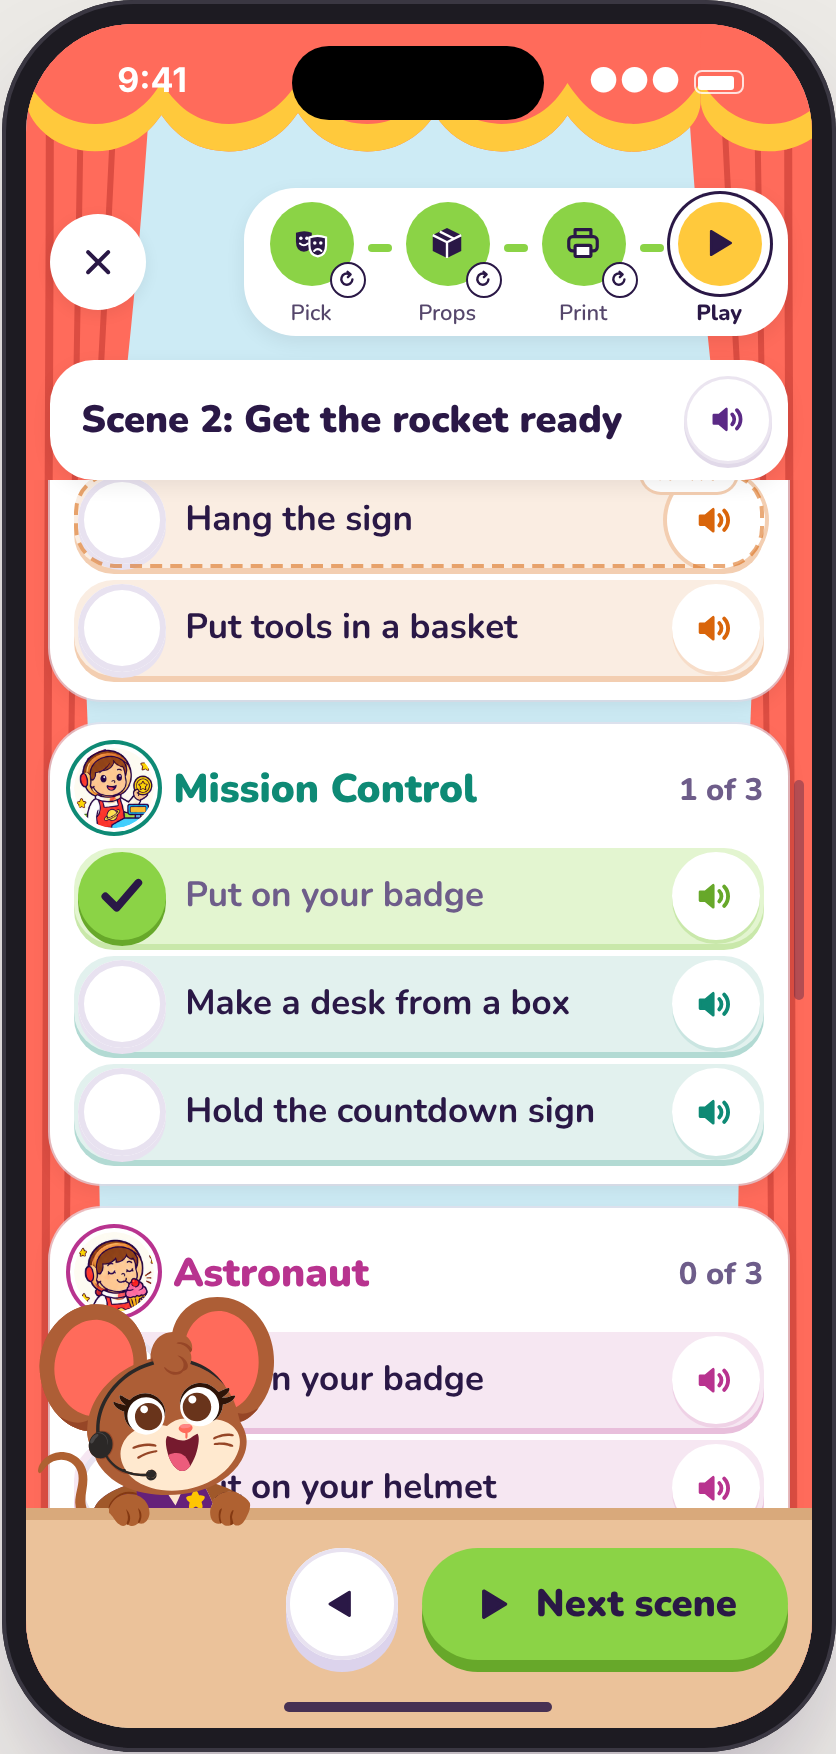 9:41
Pick
Props
Print
Play
Scene 2: Get the rocket ready
Hang the sign
Put tools in a basket
Mission Control
1 of 3
Put on your badge
Make a desk from a box
Hold the countdown sign
Astronaut
0 of 3
your badge
on your helmet
Next scene